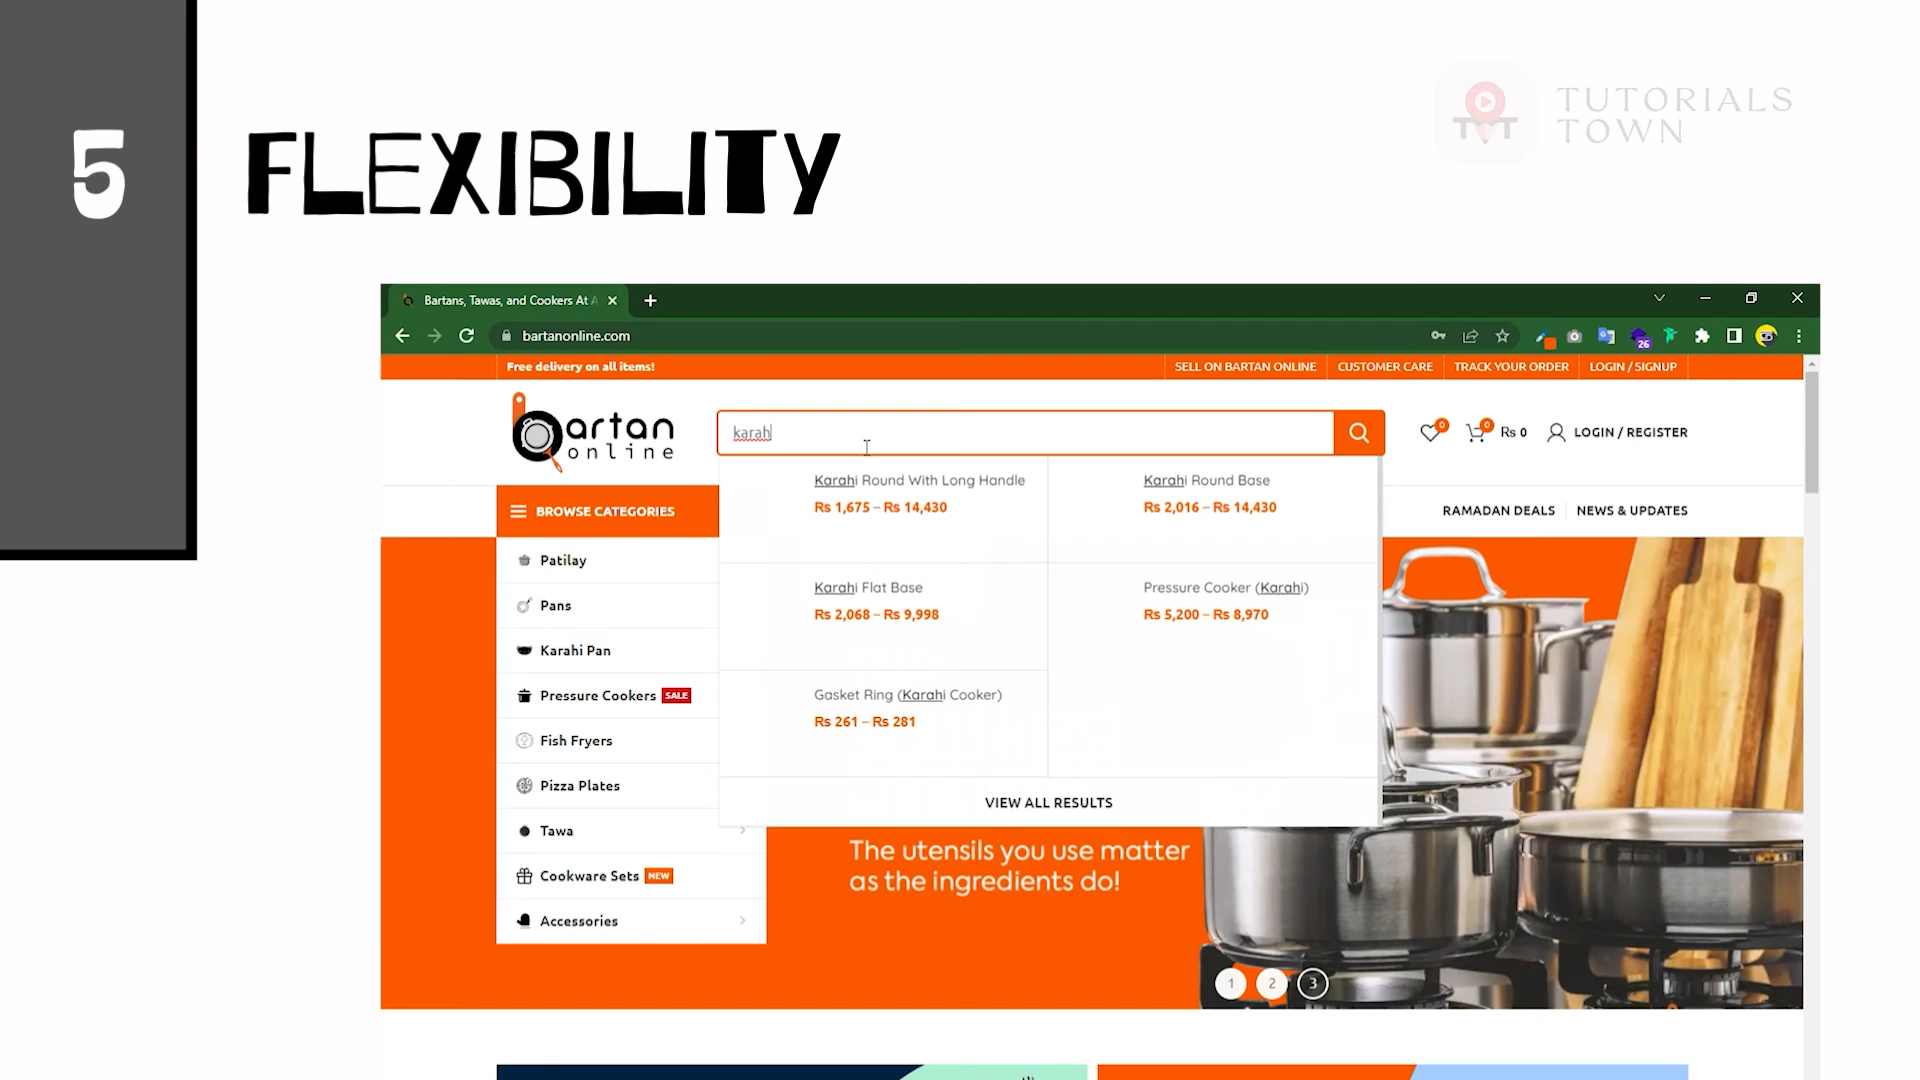 5
FLEXIBILITY
TUTORIALS
TOWN
TVT
Bartans, Tawas, and Cookers At A
bartanonline.com
26
Free delivery on all items!
SELL ON BARTAN ONLINE
CUSTOMER CARE
TRACK YOUR ORDER
LOGIN / SIGNUP
bartan
online
karah
0
0
Rs 0
LOGIN / REGISTER
BROWSE CATEGORIES
RAMADAN DEALS
NEWS & UPDATES
Karahi Round With Long Handle
Rs 1,675 – Rs 14,430
Karahi Round Base
Rs 2,016 – Rs 14,430
Karahi Flat Base
Rs 2,068 – Rs 9,998
Pressure Cooker (Karahi)
Rs 5,200 – Rs 8,970
Gasket Ring (Karahi Cooker)
Rs 261 – Rs 281
VIEW ALL RESULTS
Patilay
Pans
Karahi Pan
Pressure Cookers SALE
Fish Fryers
Pizza Plates
Tawa
Cookware Sets NEW
Accessories
The utensils you use matter
as the ingredients do!
1 2 3